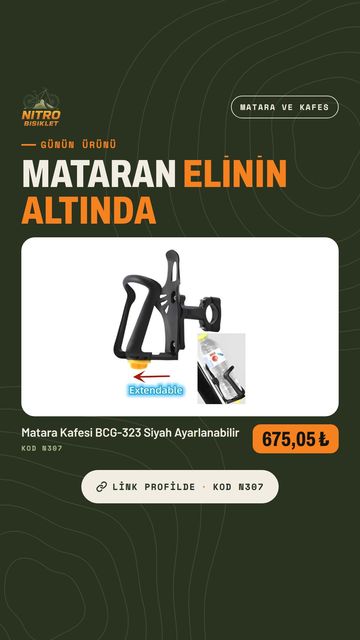 NITRO
BISIKLET
MATARA VE KAFES
GÜNÜN ÜRÜNÜ
MATARAN ELİNİN
ALTINDA
Extendable
Matara Kafesi BCG-323 Siyah Ayarlanabilir
KOD N307
675,05 ₺
LİNK PROFİLDE · KOD N307